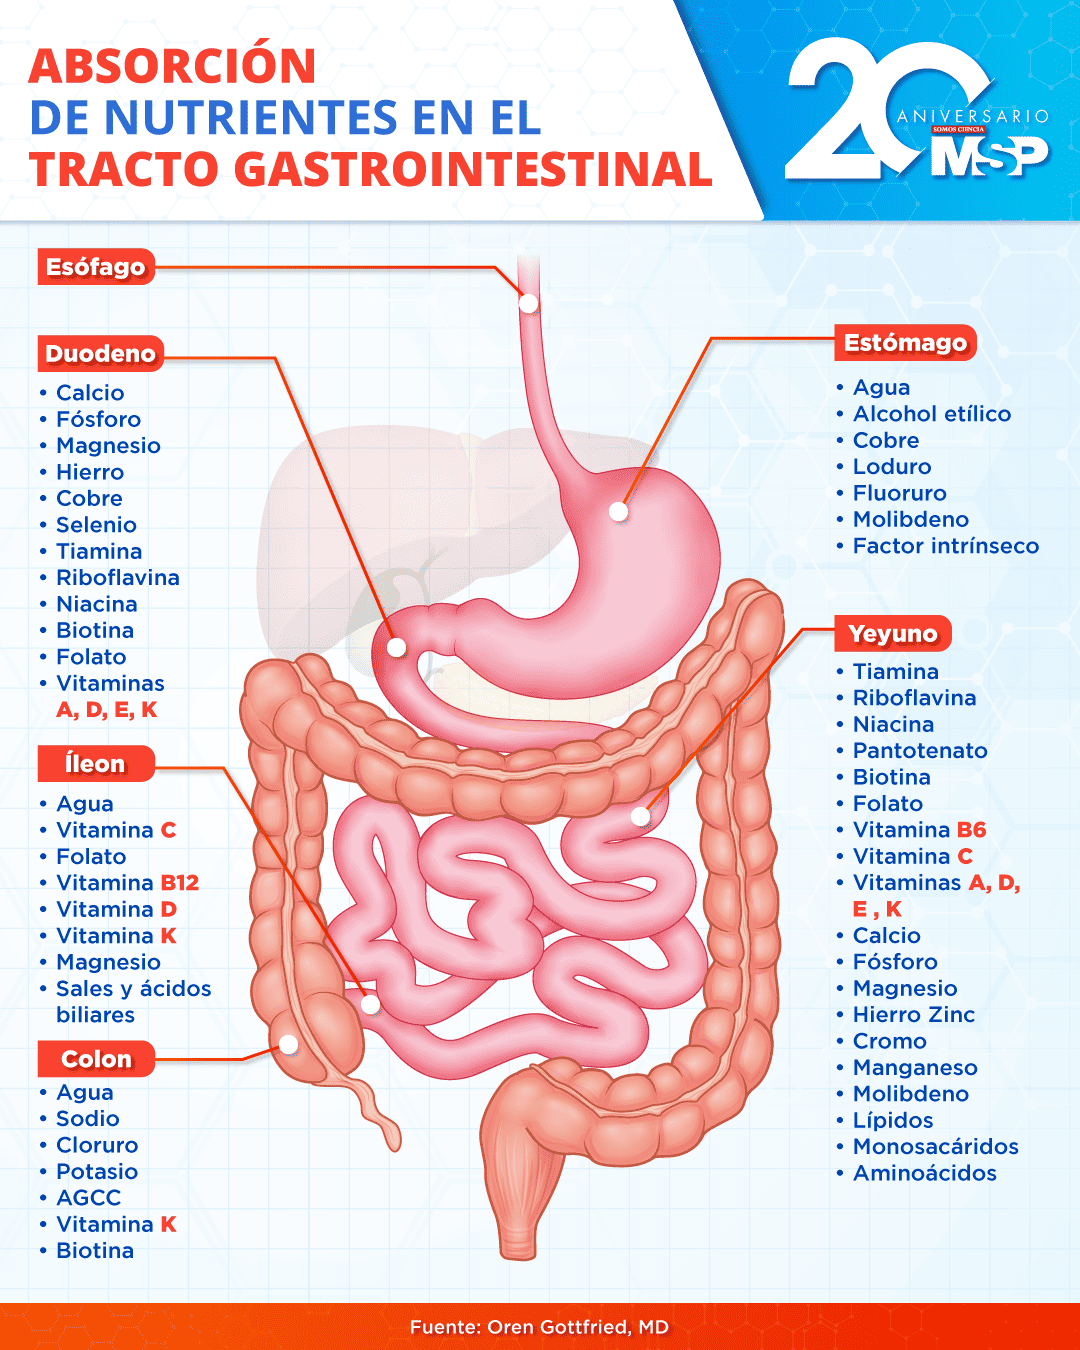 ABSORCIÓN
DE NUTRIENTES EN EL
TRACTO GASTROINTESTINAL
20
ANIVERSARIO
SOMOS CIENCIA
MSP
Esófago
Duodeno
• Calcio
• Fósforo
• Magnesio
• Hierro
• Cobre
• Selenio
• Tiamina
• Riboflavina
• Niacina
• Biotina
• Folato
• Vitaminas
A, D, E, K
Íleon
• Agua
• Vitamina C
• Folato
• Vitamina B12
• Vitamina D
• Vitamina K
• Magnesio
• Sales y ácidos
biliares
Colon
• Agua
• Sodio
• Cloruro
• Potasio
• AGCC
• Vitamina K
• Biotina
Estómago
• Agua
• Alcohol etílico
• Cobre
• Loduro
• Fluoruro
• Molibdeno
• Factor intrínseco
Yeyuno
• Tiamina
• Riboflavina
• Niacina
• Pantotenato
• Biotina
• Folato
• Vitamina B6
• Vitamina C
• Vitaminas A, D,
E , K
• Calcio
• Fósforo
• Magnesio
• Hierro Zinc
• Cromo
• Manganeso
• Molibdeno
• Lípidos
• Monosacáridos
• Aminoácidos
Fuente: Oren Gottfried, MD